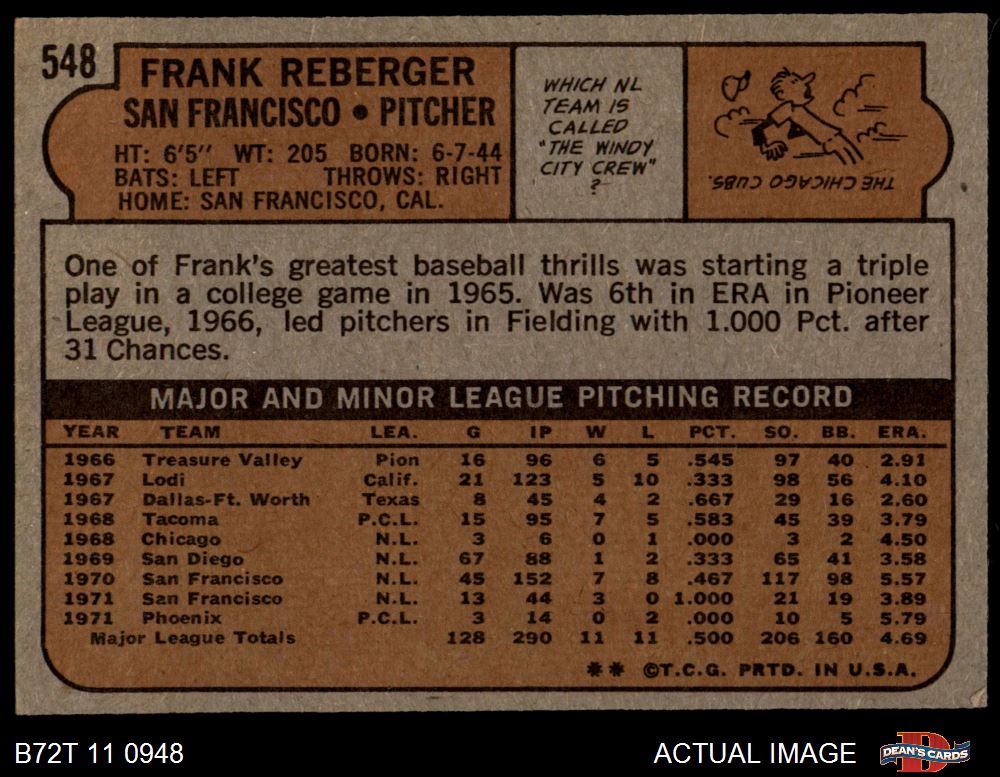 548
FRANK REBERGER
SAN FRANCISCO • PITCHER
HT: 6'5" WT: 205 BORN: 6-7-44
BATS: LEFT THROWS: RIGHT
HOME: SAN FRANCISCO, CAL.
WHICH NL
TEAM IS
CALLED
"THE WINDY
CITY CREW"
?
THE CHICAGO CUBS.
One of Frank's greatest baseball thrills was starting a triple
play in a college game in 1965. Was 6th in ERA in Pioneer
League, 1966, led pitchers in Fielding with 1.000 Pct. after
31 Chances.
MAJOR AND MINOR LEAGUE PITCHING RECORD
YEAR TEAM LEA. G IP W L PCT. SO. BB. ERA.
1966 Treasure Valley Pion 16 96 6 5 .545 97 40 2.91
1967 Lodi Calif. 21 123 5 10 .333 98 56 4.10
1967 Dallas-Ft. Worth Texas 8 45 4 2 .667 29 16 2.60
1968 Tacoma P.C.L. 15 95 7 5 .583 45 39 3.79
1968 Chicago N.L. 3 6 0 1 .000 3 2 4.50
1969 San Diego N.L. 67 88 1 2 .333 65 41 3.58
1970 San Francisco N.L. 45 152 7 8 .467 117 98 5.57
1971 San Francisco N.L. 13 44 3 0 1.000 21 19 3.89
1971 Phoenix P.C.L. 3 14 0 2 .000 10 5 5.79
Major League Totals 128 290 11 11 .500 206 160 4.69
** ©T.C.G. PRTD. IN U.S.A.
B72T 11 0948
ACTUAL IMAGE
DEAN'S CARDS